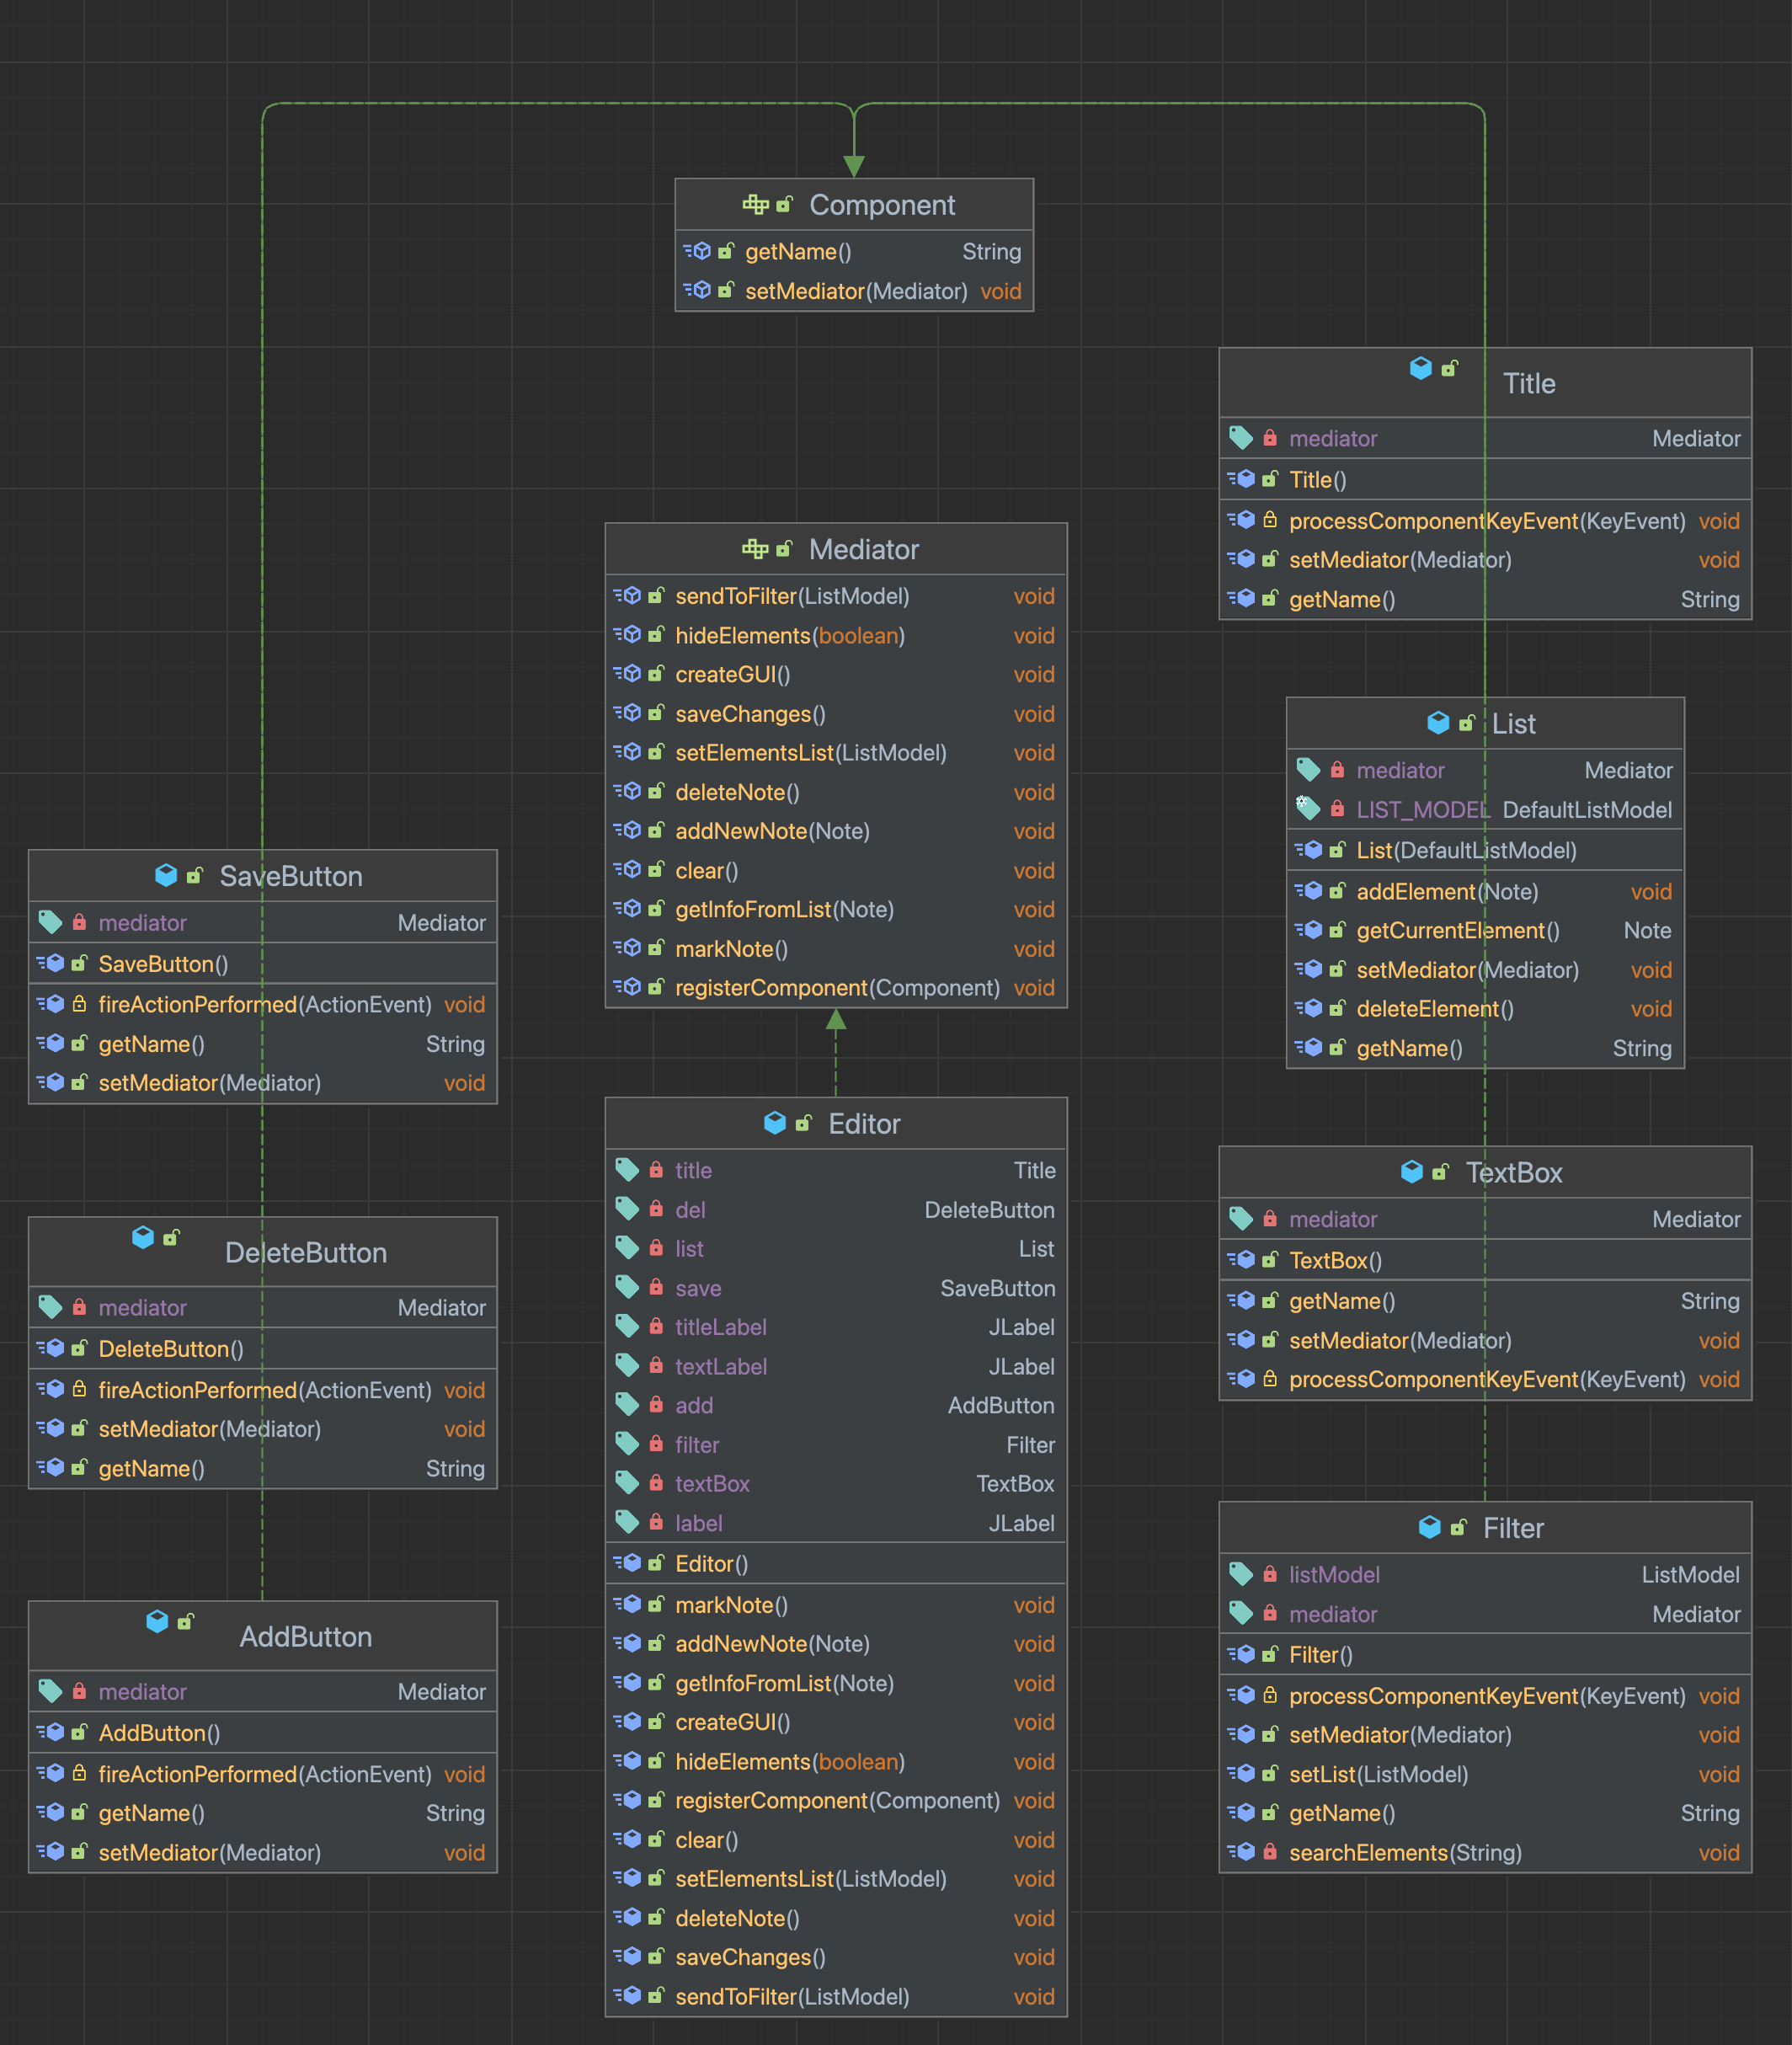 Component
getName() String
setMediator(Mediator) void
Title
mediator Mediator
Title()
processComponentKeyEvent(KeyEvent) void
setMediator(Mediator) void
getName() String
Mediator
sendToFilter(ListModel) void
hideElements(boolean) void
createGUI() void
saveChanges() void
setElementsList(ListModel) void
deleteNote() void
addNewNote(Note) void
clear() void
getInfoFromList(Note) void
markNote() void
registerComponent(Component) void
List
mediator Mediator
LIST_MODEL DefaultListModel
List(DefaultListModel)
addElement(Note) void
getCurrentElement() Note
setMediator(Mediator) void
deleteElement() void
getName() String
SaveButton
mediator Mediator
SaveButton()
fireActionPerformed(ActionEvent) void
getName() String
setMediator(Mediator) void
Editor
title Title
del DeleteButton
list List
save SaveButton
titleLabel JLabel
textLabel JLabel
add AddButton
filter Filter
textBox TextBox
label JLabel
Editor()
markNote() void
addNewNote(Note) void
getInfoFromList(Note) void
createGUI() void
hideElements(boolean) void
registerComponent(Component) void
clear() void
setElementsList(ListModel) void
deleteNote() void
saveChanges() void
sendToFilter(ListModel) void
TextBox
mediator Mediator
TextBox()
getName() String
setMediator(Mediator) void
processComponentKeyEvent(KeyEvent) void
DeleteButton
mediator Mediator
DeleteButton()
fireActionPerformed(ActionEvent) void
setMediator(Mediator) void
getName() String
Filter
listModel ListModel
mediator Mediator
Filter()
processComponentKeyEvent(KeyEvent) void
setMediator(Mediator) void
setList(ListModel) void
getName() String
searchElements(String) void
AddButton
mediator Mediator
AddButton()
fireActionPerformed(ActionEvent) void
getName() String
setMediator(Mediator) void